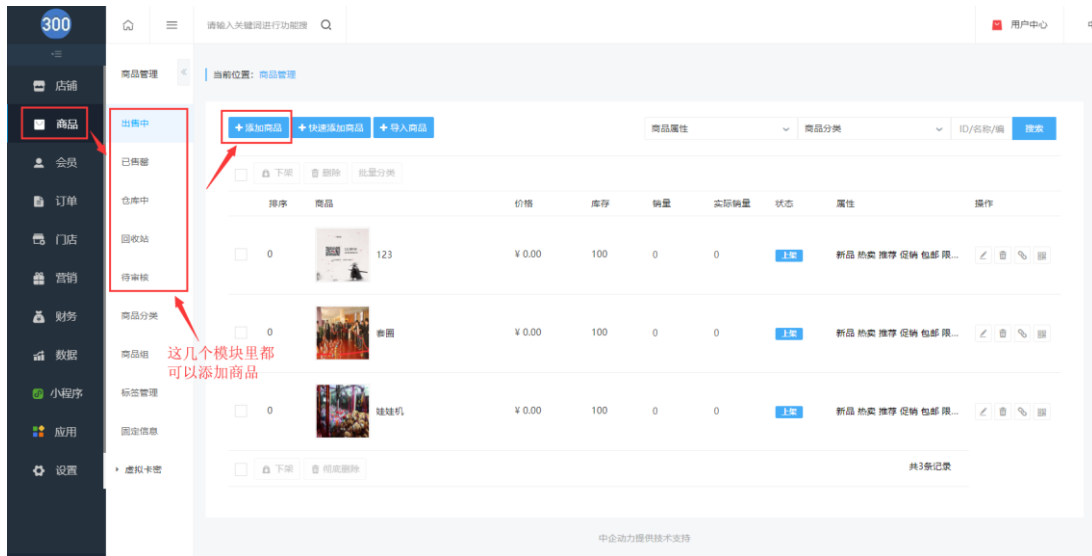 300
请输入关键词进行功能搜
用户中心
店铺
商品
会员
订单
门店
营销
财务
数据
小程序
应用
设置
商品管理
出售中
已售罄
仓库中
回收站
待审核
商品分类
商品组
标签管理
固定信息
虚拟卡密
当前位置：商品管理
添加商品 快速添加商品 导入商品
商品属性 商品分类 ID/名称/编 搜索
下架 删除 批量分类
排序 商品 价格 库存 销量 实际销量 状态 属性 操作
0 123 ¥ 0.00 100 0 0 上架 新品 热卖 推荐 促销 包邮 限...
0 套圈 ¥ 0.00 100 0 0 上架 新品 热卖 推荐 促销 包邮 限...
0 娃娃机 ¥ 0.00 100 0 0 上架 新品 热卖 推荐 促销 包邮 限...
下架 彻底删除
共3条记录
这几个模块里都
可以添加商品
中企动力提供技术支持